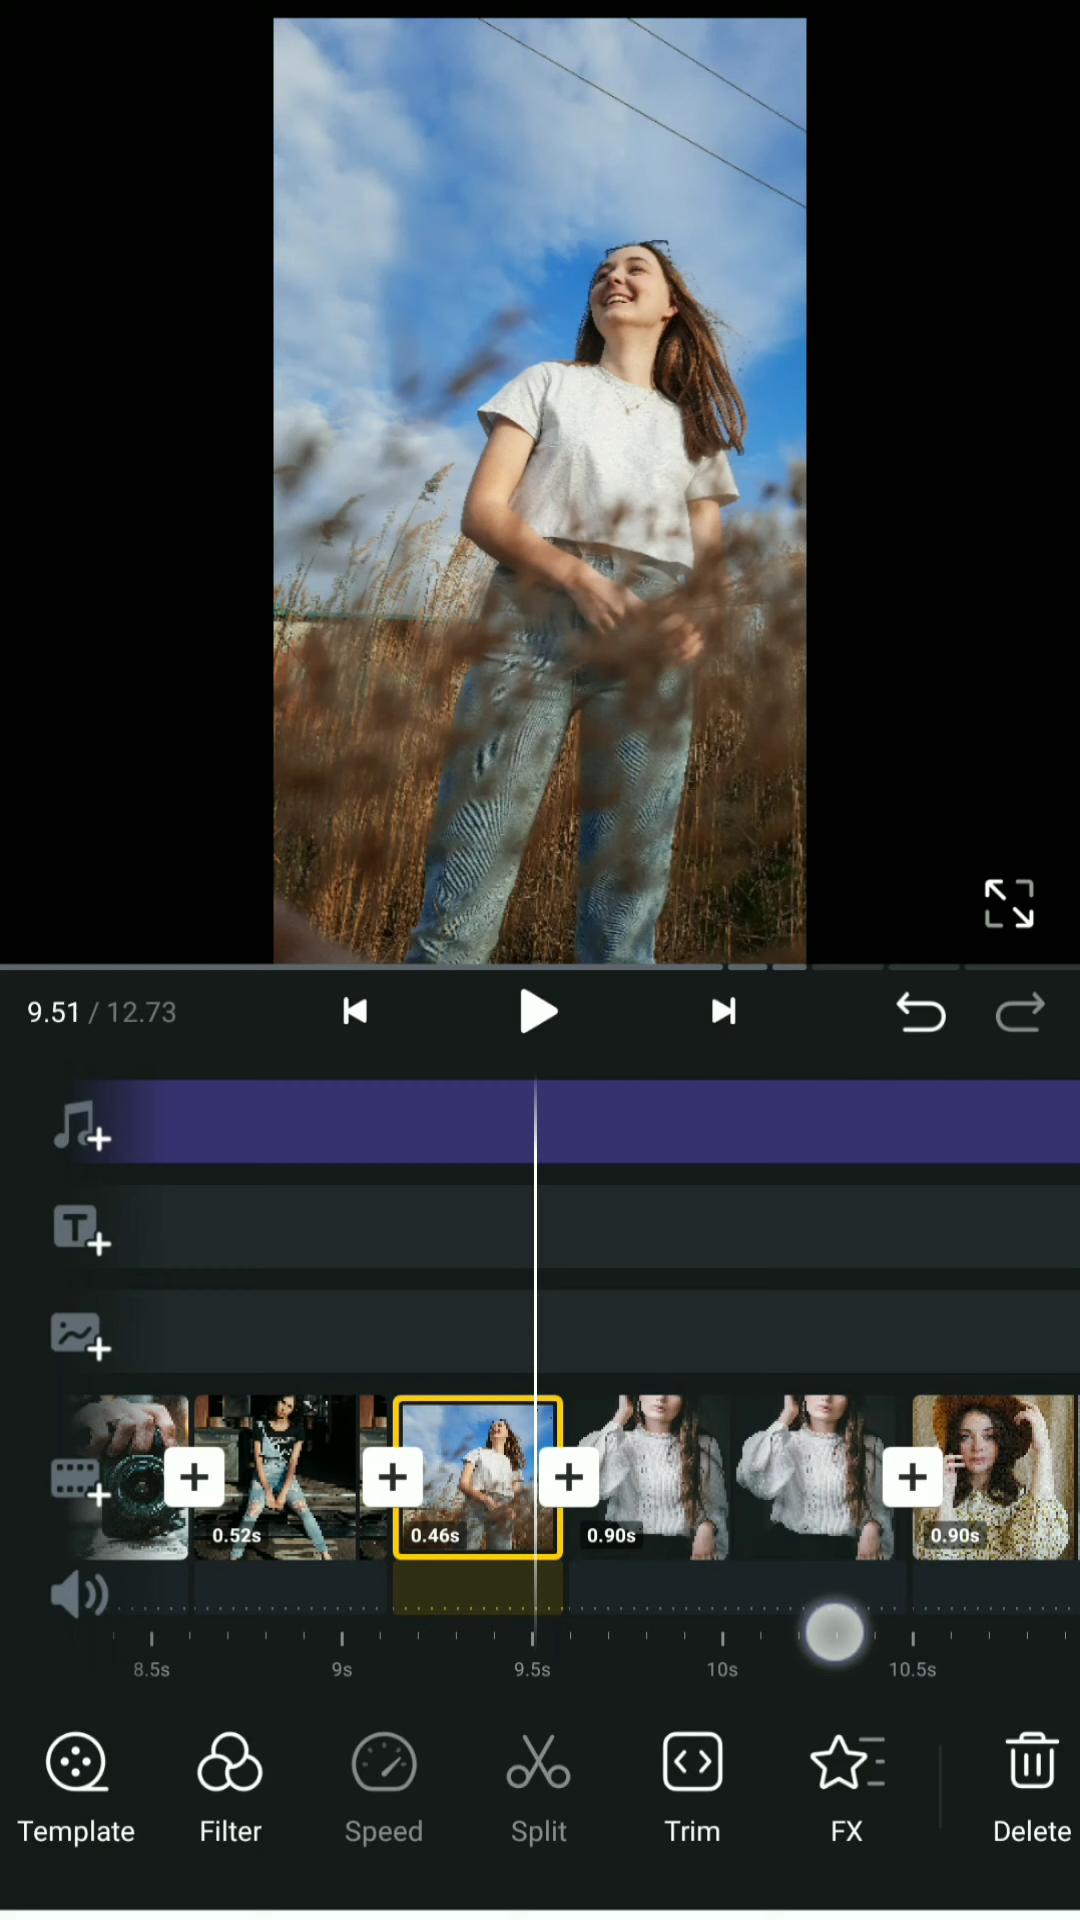 9.51 / 12.73
T
0.52s
0.46s
0.90s
0.90s
8.5s 9s 9.5s 10s 10.5s
Template Filter Speed Split Trim FX Delete